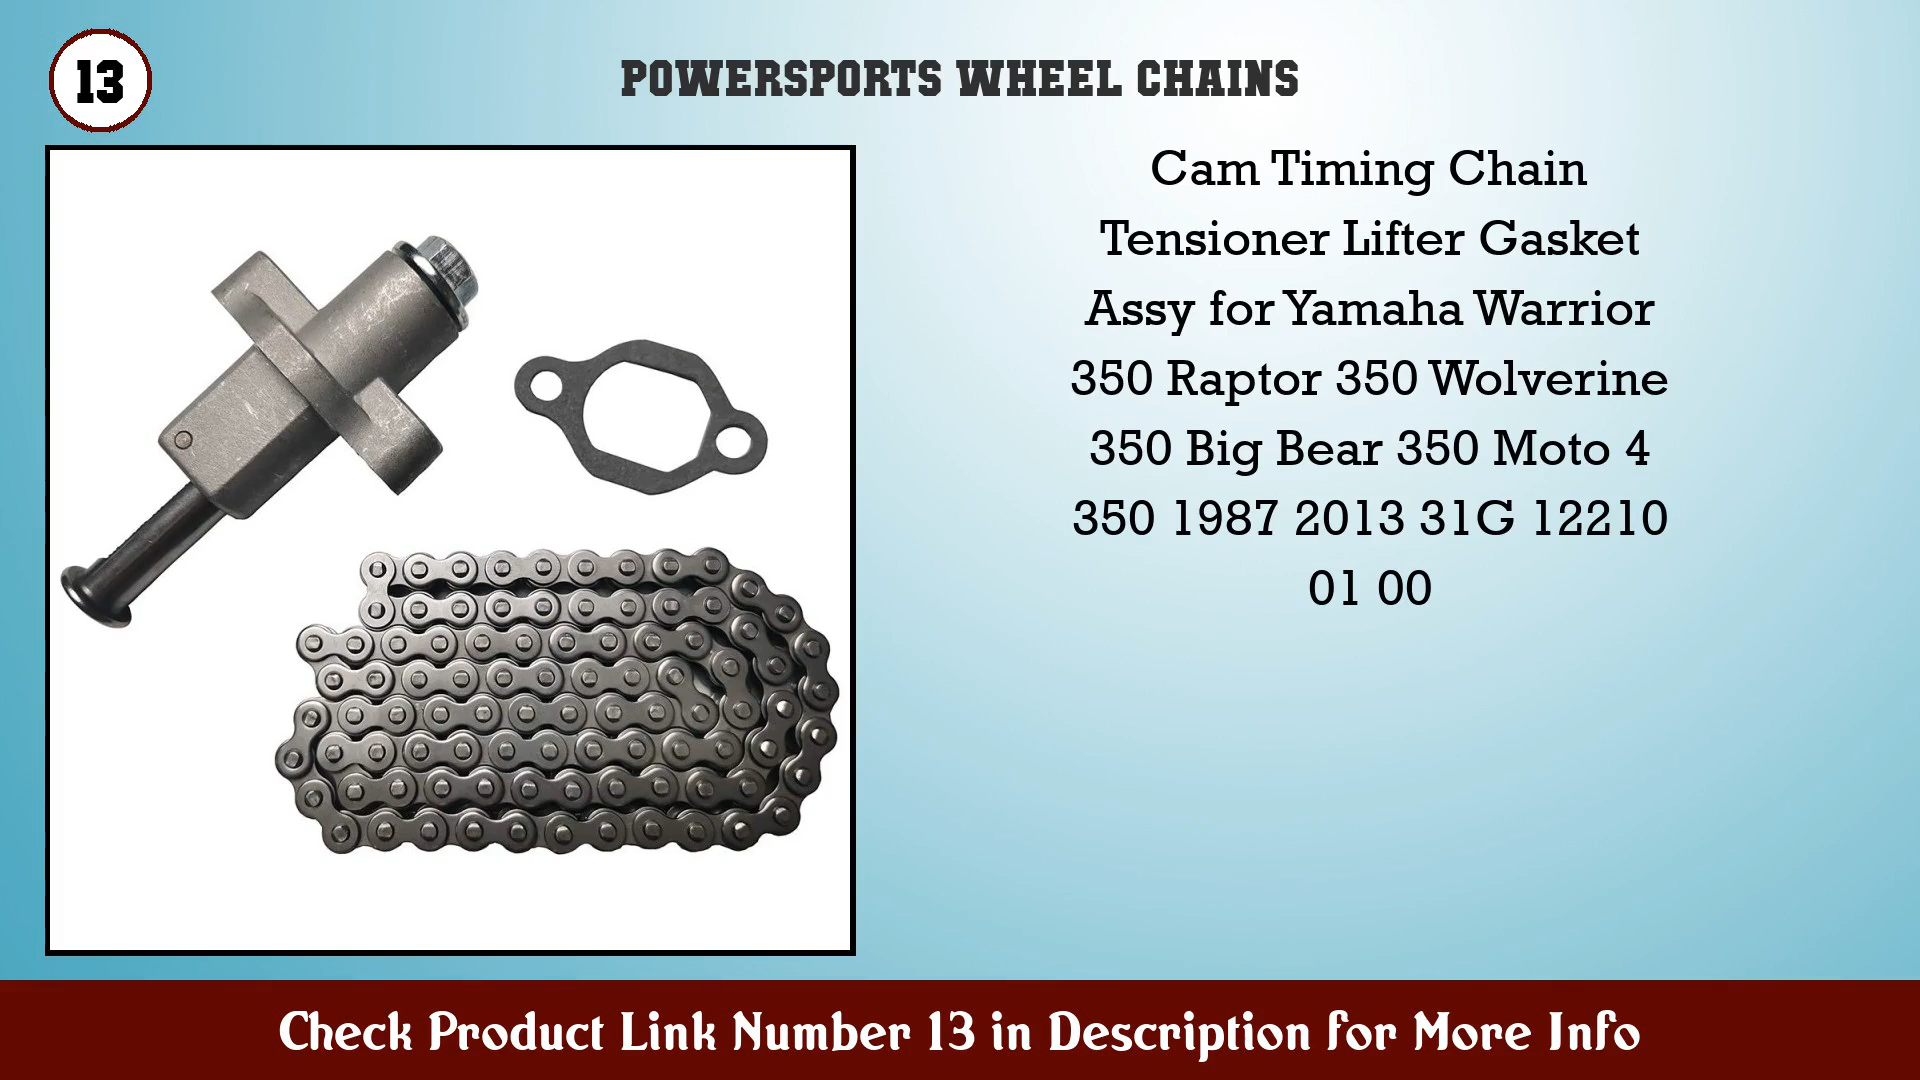 13
POWERSPORTS WHEEL CHAINS
Cam Timing Chain
Tensioner Lifter Gasket
Assy for Yamaha Warrior
350 Raptor 350 Wolverine
350 Big Bear 350 Moto 4
350 1987 2013 31G 12210
01 00
Check Product Link Number 13 in Description for More Info